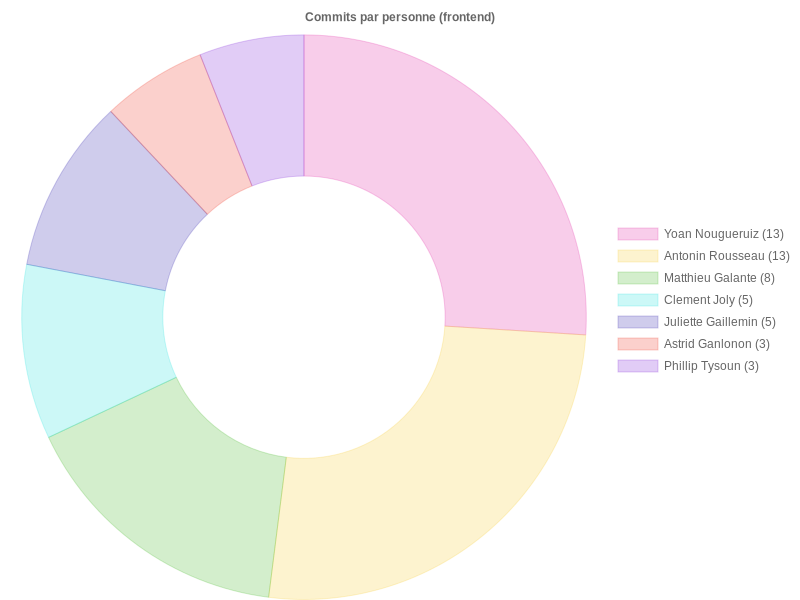 Commits par personne (frontend)
Yoan Nougueruiz (13)
Antonin Rousseau (13)
Matthieu Galante (8)
Clement Joly (5)
Juliette Gaillemin (5)
Astrid Ganlonon (3)
Phillip Tysoun (3)